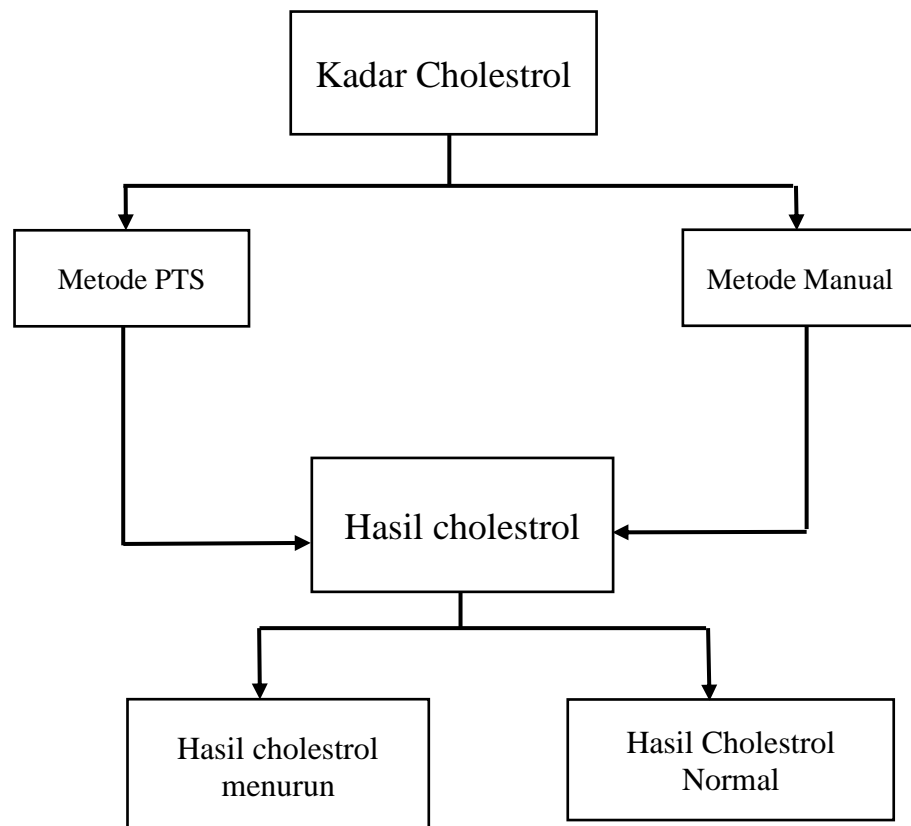 Kadar Cholestrol
Metode PTS
Metode Manual
Hasil cholestrol
Hasil cholestrol
menurun
Hasil Cholestrol
Normal